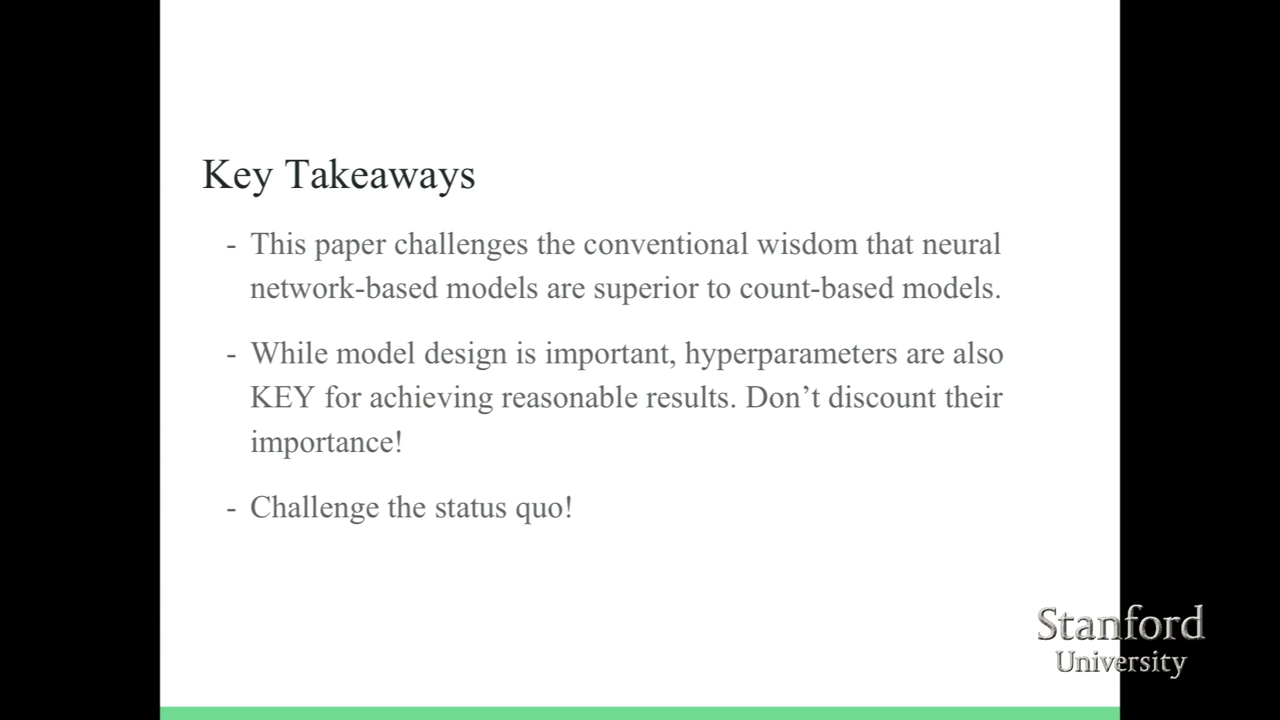 Key Takeaways
- This paper challenges the conventional wisdom that neural
network-based models are superior to count-based models.
- While model design is important, hyperparameters are also
KEY for achieving reasonable results. Don’t discount their
importance!
- Challenge the status quo!
Stanford
University